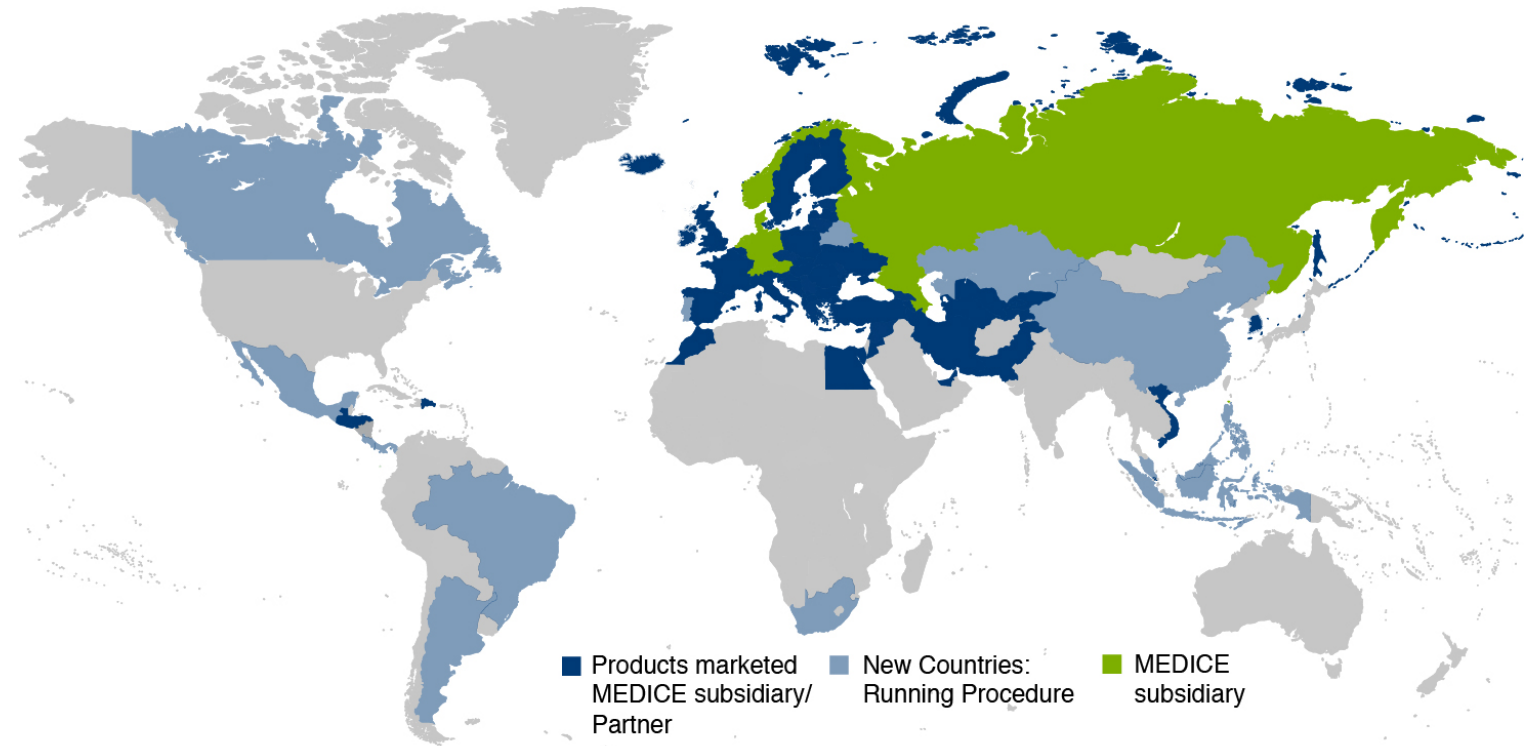 Products marketed
MEDICE subsidiary/
Partner
New Countries:
Running Procedure
MEDICE
subsidiary